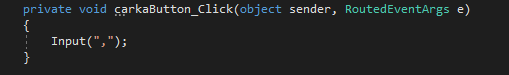 private void carkaButton_Click(object sender, RoutedEventArgs e)
{
Input(",");
}